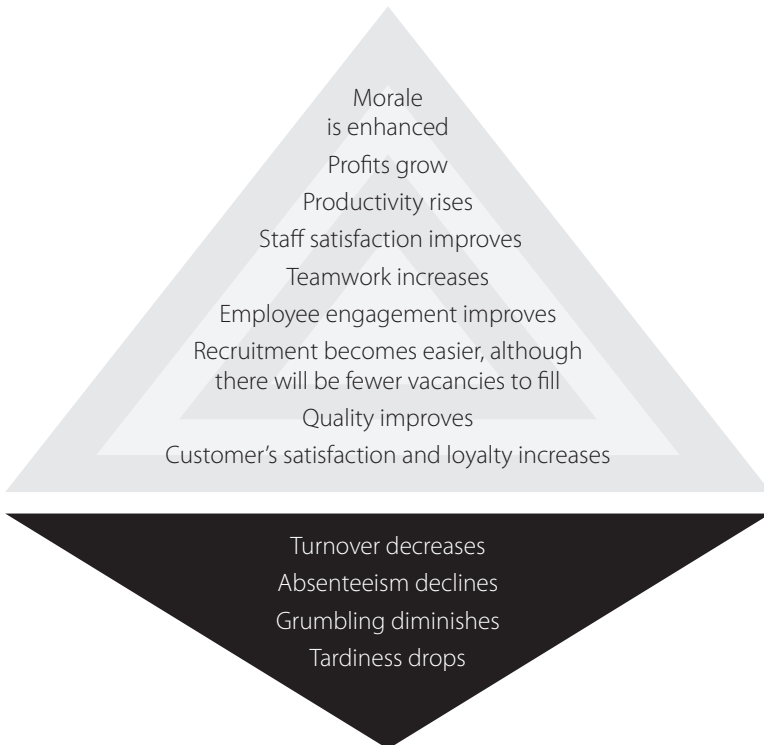 Morale
is enhanced
Profits grow
Productivity rises
Staff satisfaction improves
Teamwork increases
Employee engagement improves
Recruitment becomes easier, although
there will be fewer vacancies to fill
Quality improves
Customer’s satisfaction and loyalty increases
Turnover decreases
Absenteeism declines
Grumbling diminishes
Tardiness drops